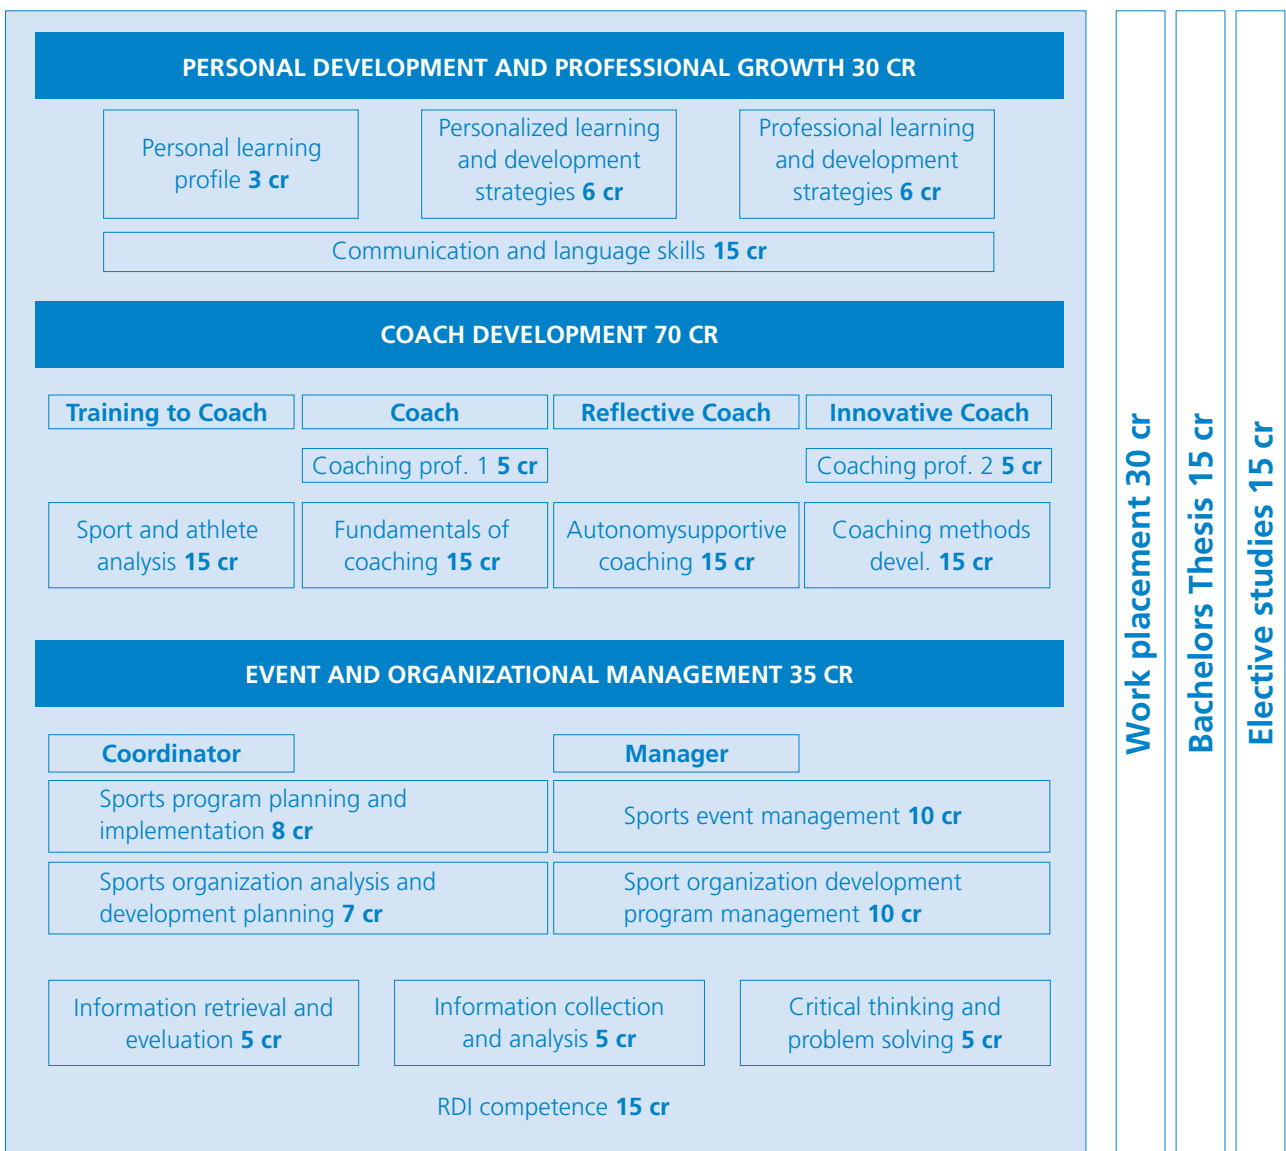 PERSONAL DEVELOPMENT AND PROFESSIONAL GROWTH 30 CR
Personal learning
profile 3 cr
Personalized learning
and development
strategies 6 cr
Professional learning
and development
strategies 6 cr
Communication and language skills 15 cr
COACH DEVELOPMENT 70 CR
Training to Coach
Coach
Reflective Coach
Innovative Coach
Coaching prof. 1 5 cr
Coaching prof. 2 5 cr
Sport and athlete
analysis 15 cr
Fundamentals of
coaching 15 cr
Autonomysupportive
coaching 15 cr
Coaching methods
devel. 15 cr
EVENT AND ORGANIZATIONAL MANAGEMENT 35 CR
Coordinator
Manager
Sports program planning and
implementation 8 cr
Sports event management 10 cr
Sports organization analysis and
development planning 7 cr
Sport organization development
program management 10 cr
Information retrieval and
eveluation 5 cr
Information collection
and analysis 5 cr
Critical thinking and
problem solving 5 cr
RDI competence 15 cr
Work placement 30 cr
Bachelors Thesis 15 cr
Elective studies 15 cr